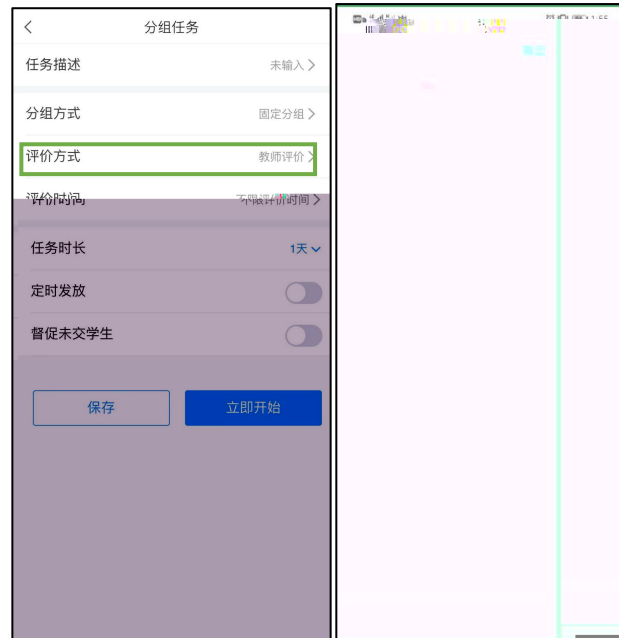 分组任务
任务描述 未输入
分组方式 固定分组
评价方式 教师评价
评价时间 不限评价时间
任务时长 1天
定时发放
督促未交学生
保存 立即开始